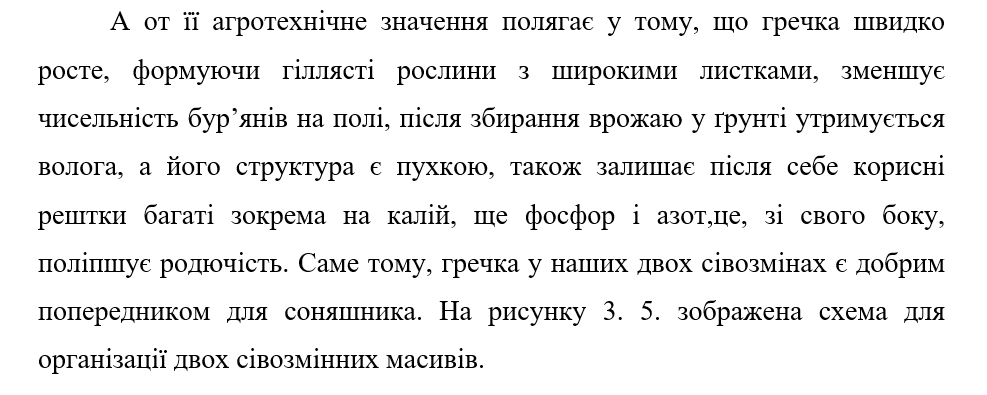 А от її агротехнічне значення полягає у тому, що гречка швидко
росте, формуючи гіллясті рослини з широкими листками, зменшує
чисельність бур’янів на полі, після збирання врожаю у ґрунті утримується
волога, а його структура є пухкою, також залишає після себе корисні
рештки багаті зокрема на калій, ще фосфор і азот,це, зі свого боку,
поліпшує родючість. Саме тому, гречка у наших двох сівозмінах є добрим
попередником для соняшника. На рисунку 3. 5. зображена схема для
організації двох сівозмінних масивів.